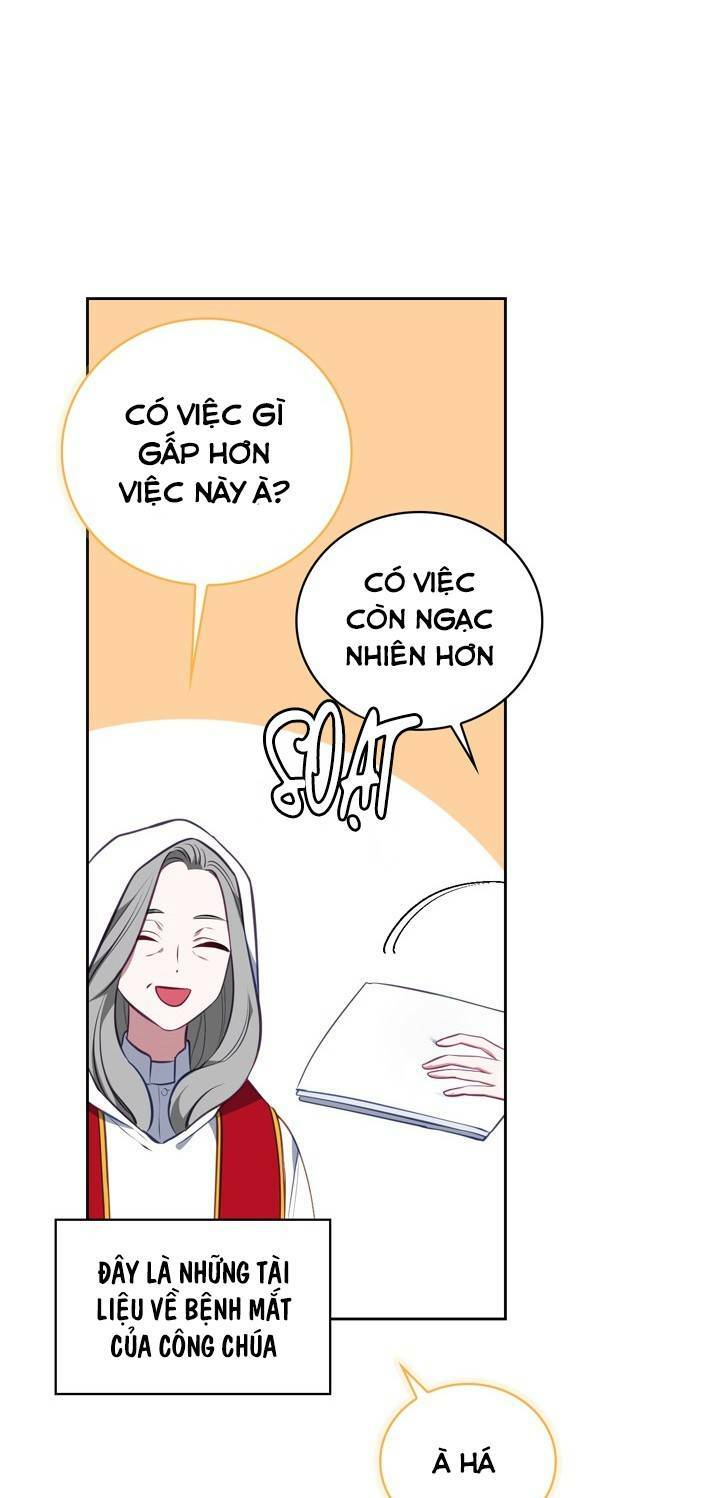 CÓ VIỆC GÌ
GẤP HƠN
VIỆC NÀY À?
CÓ VIỆC
CÒN NGẠC
NHIÊN HƠN
SOẠT
ĐÂY LÀ NHỮNG TÀI
LIỆU VỀ BỆNH MẮT
CỦA CÔNG CHÚA
À HÁ